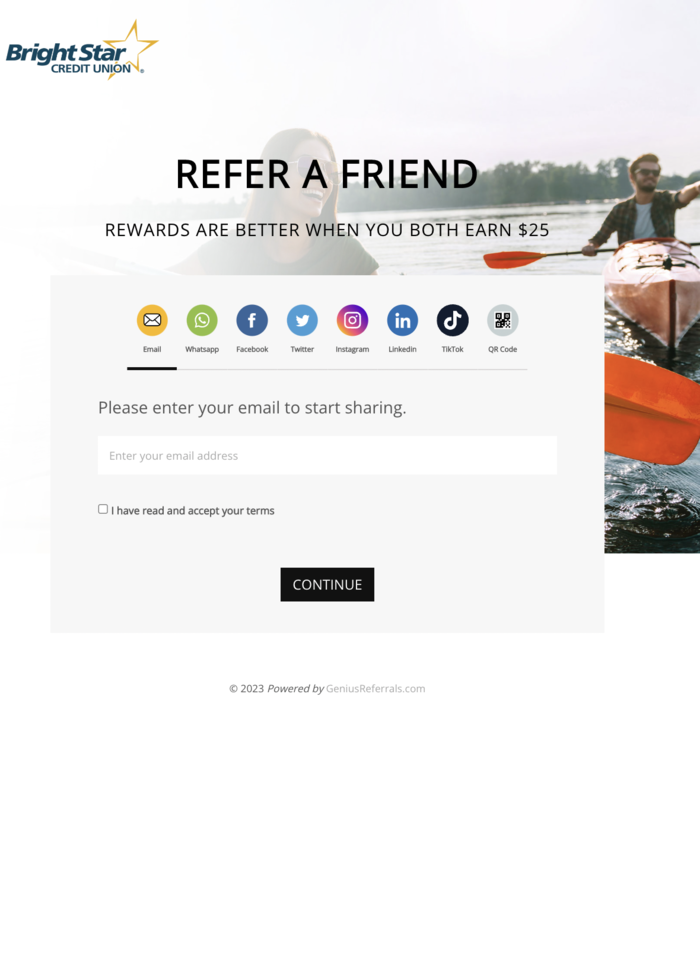 Bright Star
CREDIT UNION®
REFER A FRIEND
REWARDS ARE BETTER WHEN YOU BOTH EARN $25
Email
Whatsapp
Facebook
Twitter
Instagram
Linkedin
TikTok
QR Code
Please enter your email to start sharing.
Enter your email address
I have read and accept your terms
CONTINUE
© 2023 Powered by GeniusReferrals.com